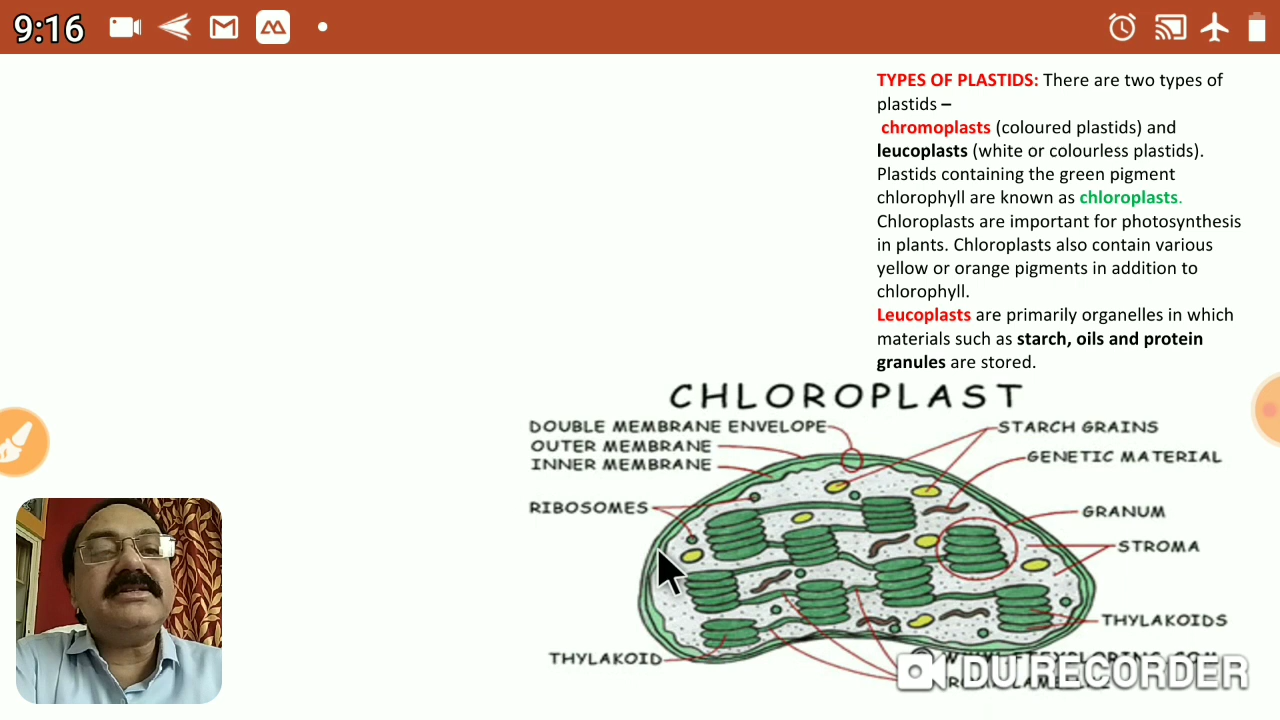 9:16
TYPES OF PLASTIDS: There are two types of
plastids –
chromoplasts (coloured plastids) and
leucoplasts (white or colourless plastids).
Plastids containing the green pigment
chlorophyll are known as chloroplasts.
Chloroplasts are important for photosynthesis
in plants. Chloroplasts also contain various
yellow or orange pigments in addition to
chlorophyll.
Leucoplasts are primarily organelles in which
materials such as starch, oils and protein
granules are stored.
CHLOROPLAST
DOUBLE MEMBRANE ENVELOPE
OUTER MEMBRANE
INNER MEMBRANE
RIBOSOMES
THYLAKOID
STARCH GRAINS
GENETIC MATERIAL
GRANUM
STROMA
THYLAKOIDS
DU RECORDER